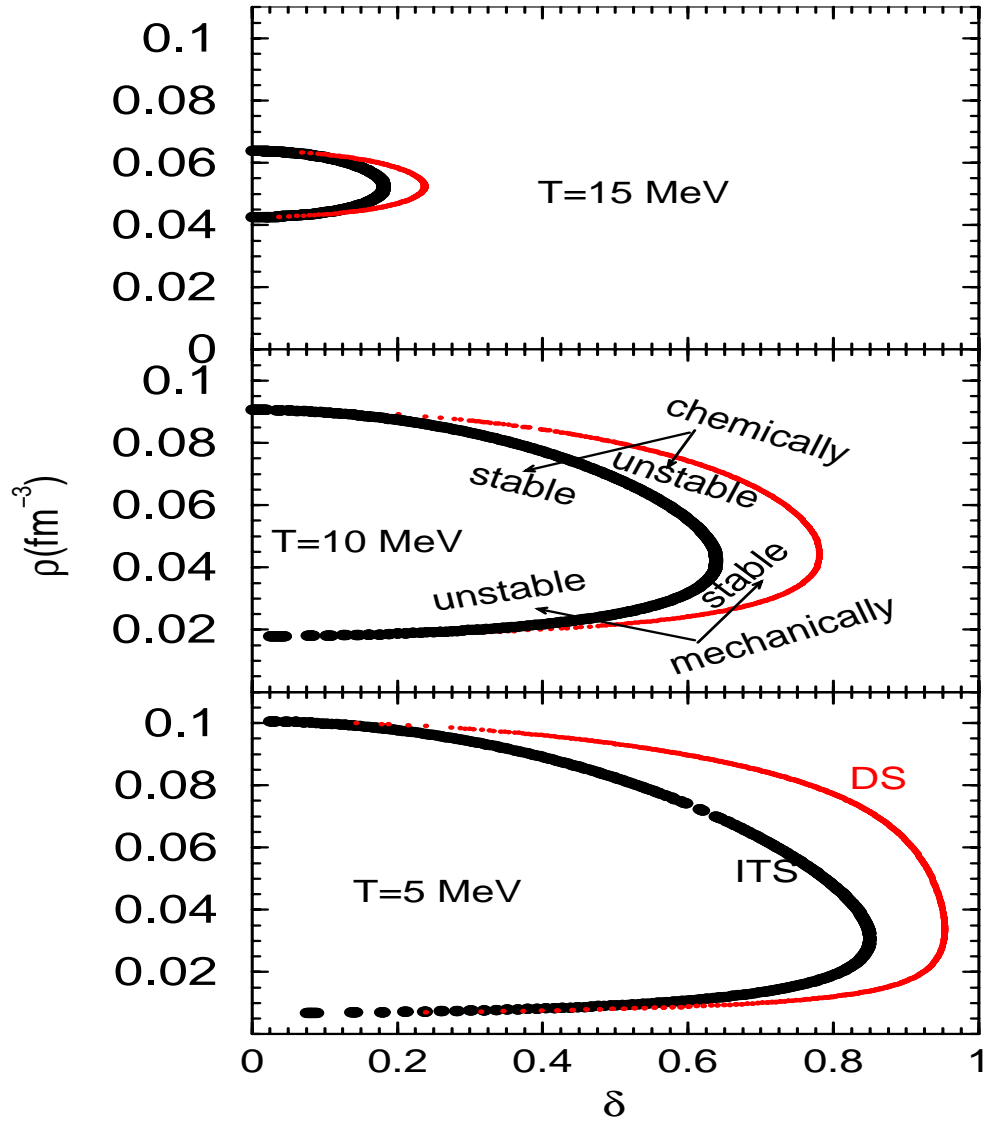 0.1
0.08
0.06
T=15 MeV
0.04
0.02
0
0.1
chemically
0.08
unstable
stable
0.06
T=10 MeV
0.04
stable
unstable
0.02
mechanically
ρ(fm⁻³)
0.1
DS
0.08
0.06
ITS
T=5 MeV
0.04
0.02
0 0.2 0.4 0.6 0.8 1
δ